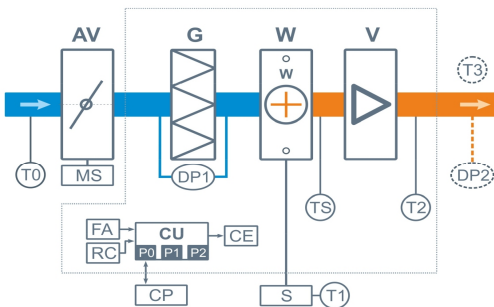 AV G W V
T3
W
T0 MS DP1 TS T2 DP2
FA CU CE
RC P0 P1 P2
CP S T1